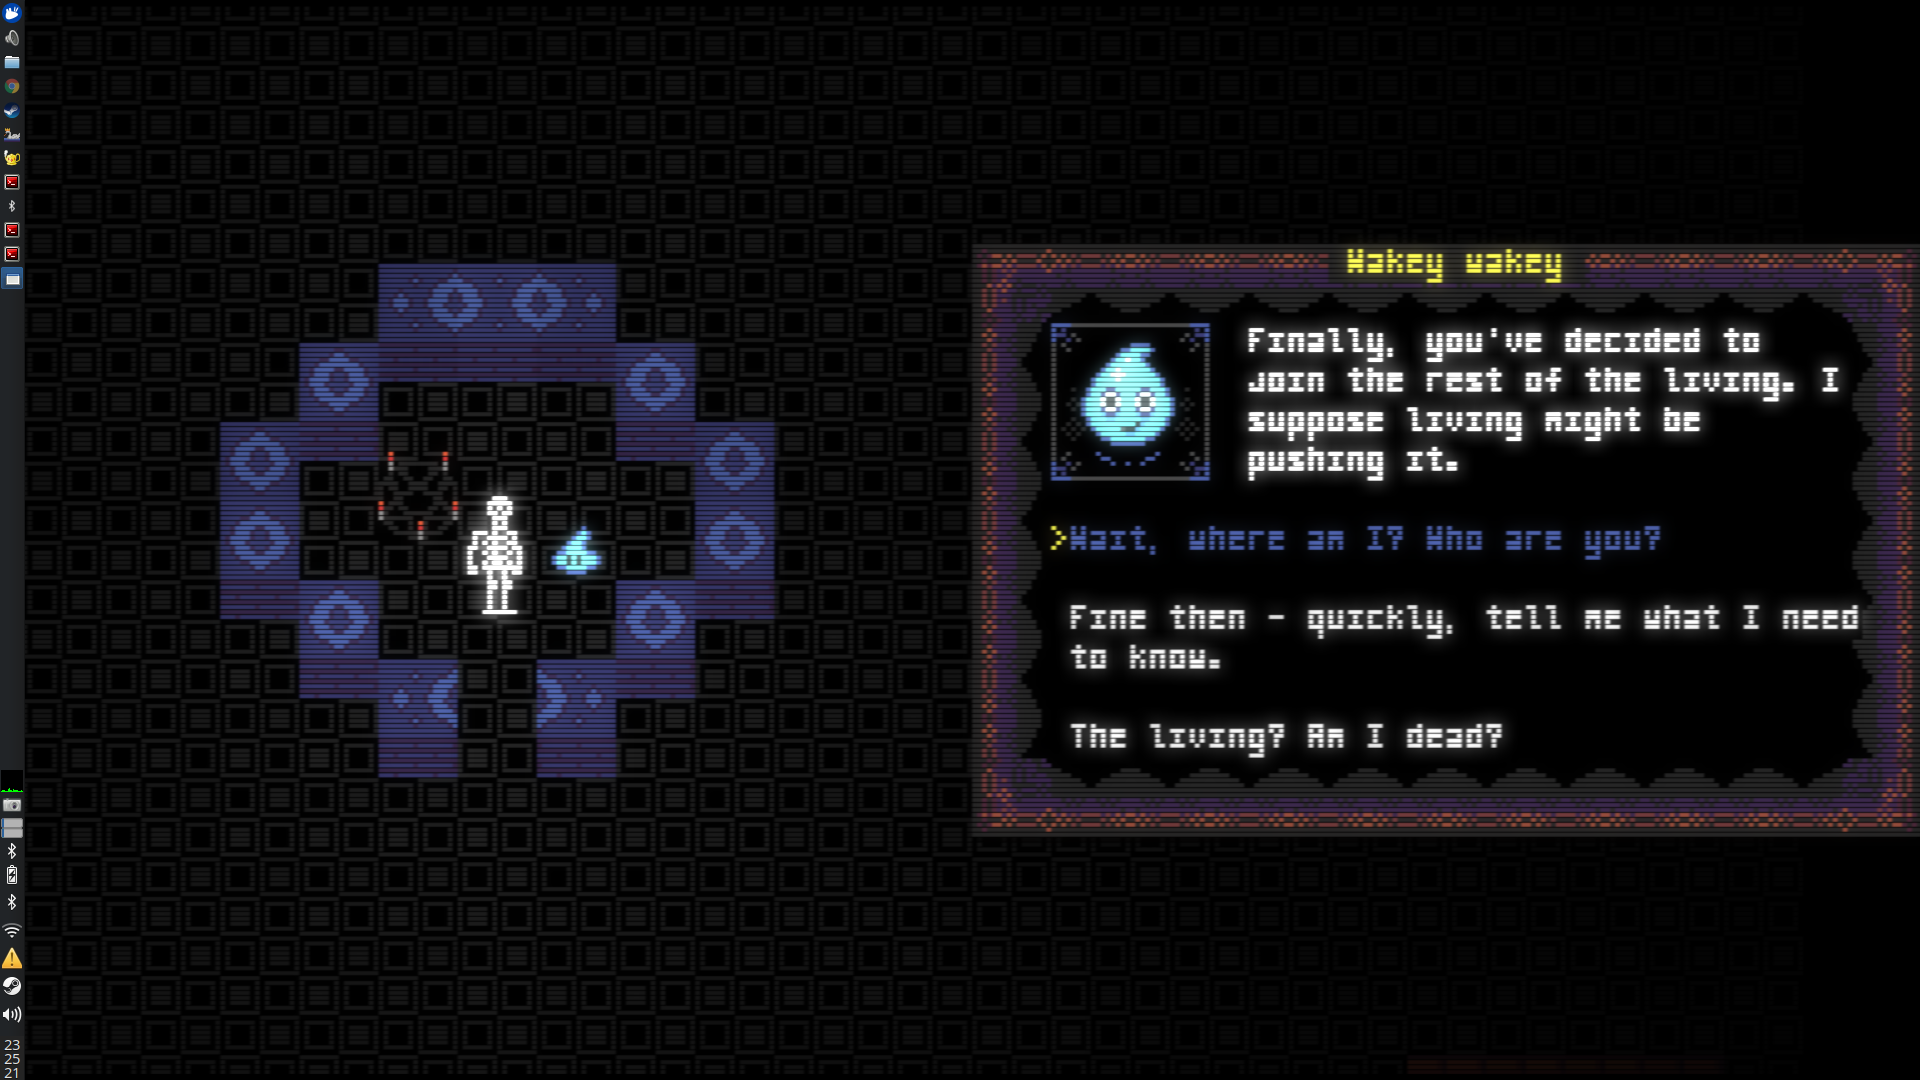 Wakey wakey
Finally, you've decided to
join the rest of the living. I
suppose living might be
pushing it.
>Wait, where am I? Who are you?
Fine then - quickly, tell me what I need
to know.
The living? Am I dead?
23
25
21